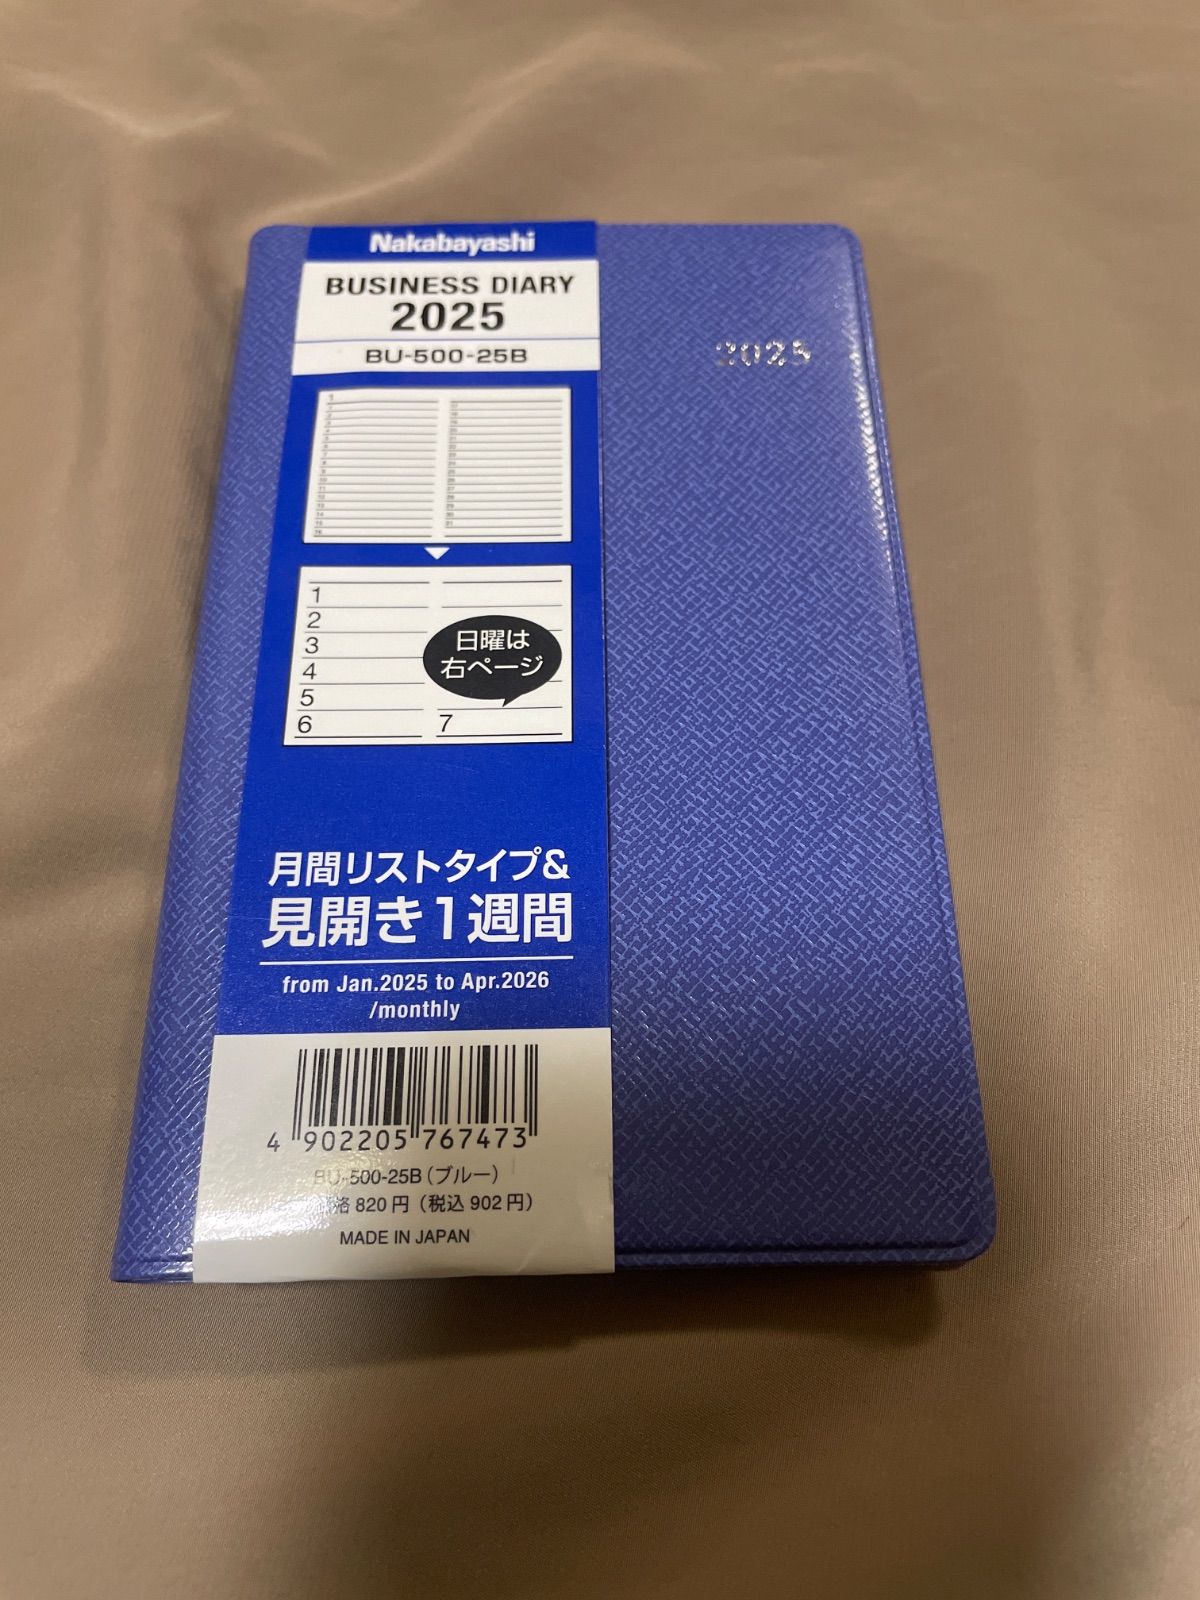 Nakabayashi
BUSINESS DIARY
2025
BU-500-25B
2025
1
2
3
4
5
6
7
日曜は
右ページ
月間リストタイプ&
見開き1週間
from Jan.2025 to Apr.2026
/monthly
4 902205 767473
BU-500-25B(ブルー)
820円(税込902円)
MADE IN JAPAN